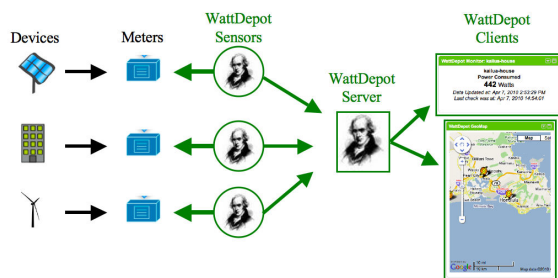 Devices
Meters
WattDepot
Sensors
WattDepot
Server
WattDepot
Clients
WattDepot Monitor: kailua-house
kailua-house
Power Consumed
442 Watts
Date Updated at: Apr 7, 2010 2:53:29 PM
Last check was at: Apr 7, 2010 14:54:01
WattDepot GeoMap
Map
Honolulu
Google